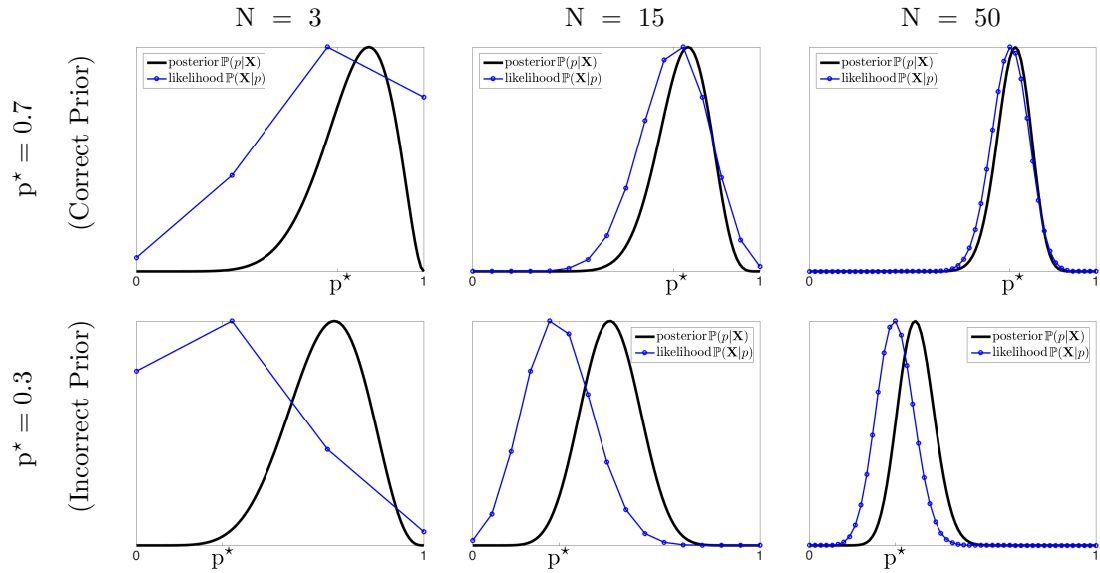 N = 3
N = 15
N = 50
p⋆ = 0.7
(Correct Prior)
posterior ℙ(p|X)
likelihood ℙ(X|p)
0
p⋆
1
posterior ℙ(p|X)
likelihood ℙ(X|p)
0
p⋆
1
posterior ℙ(p|X)
likelihood ℙ(X|p)
0
p⋆
1
p⋆ = 0.3
(Incorrect Prior)
0
p⋆
1
posterior ℙ(p|X)
likelihood ℙ(X|p)
0
p⋆
1
posterior ℙ(p|X)
likelihood ℙ(X|p)
0
p⋆
1